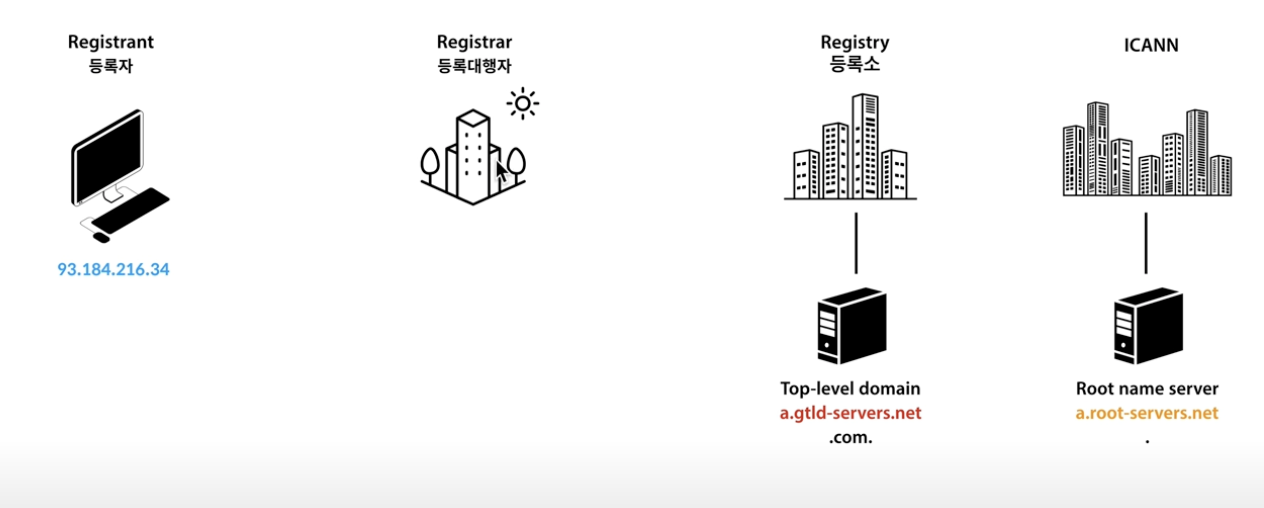 Registrant
등록자
93.184.216.34
Registrar
등록대행자
Registry
등록소
Top-level domain
a.gtld-servers.net
.com.
ICANN
Root name server
a.root-servers.net
.